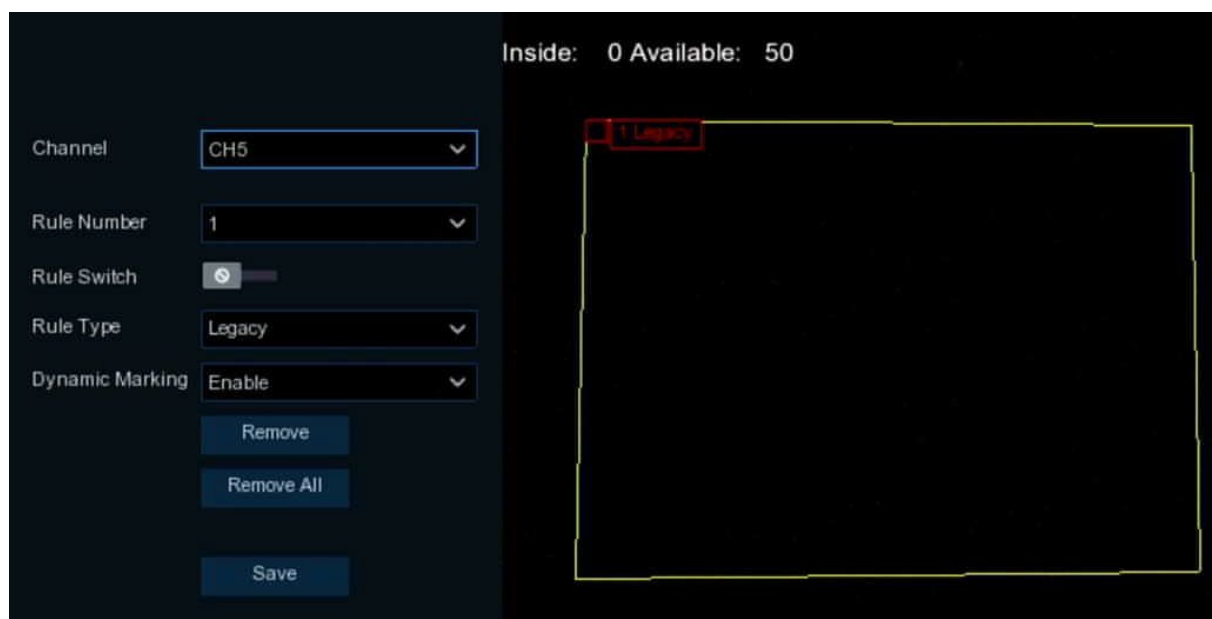 Inside: 0 Available: 50
Channel CH5
1 Legacy
Rule Number 1
Rule Switch
Rule Type Legacy
Dynamic Marking Enable
Remove
Remove All
Save